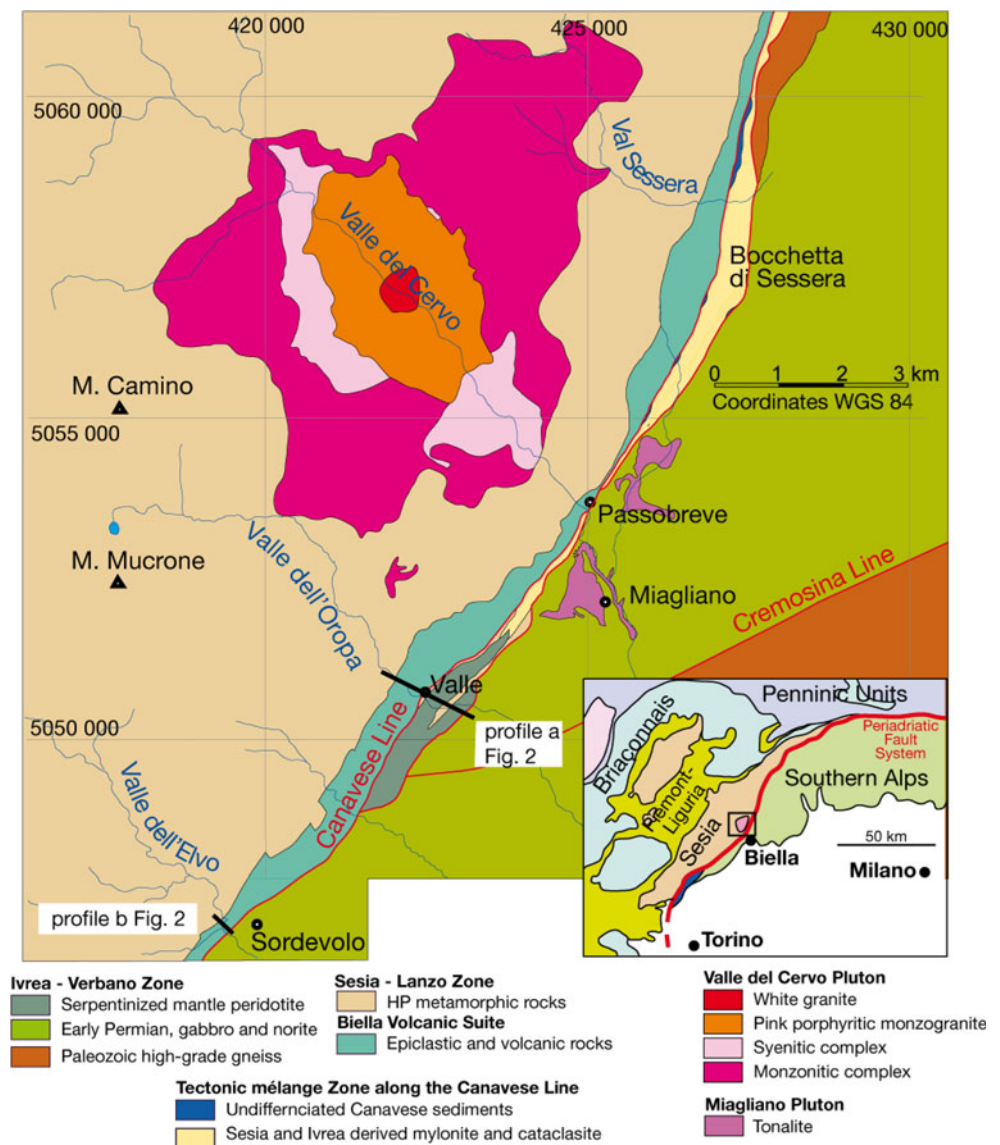 420 000
425 000
430 000
5060 000
Val Sessera
Valle del Cervo
Bocchetta
di Sessera
M. Camino
0 1 2 3 km
Coordinates WGS 84
5055 000
Passobreve
M. Mucrone
Valle dell'Oropa
Miagliano
Cremosina Line
Valle
5050 000
profile a
Fig. 2
Canavese Line
Valle dell'Elvo
profile b Fig. 2
Sordevolo
Penninic Units
Periadriatic
Fault
System
Briaconnais
Piemont-
Liguria
Southern Alps
Sesia
50 km
Biella
Milano
Torino
Ivrea - Verbano Zone
Serpentinized mantle peridotite
Early Permian, gabbro and norite
Paleozoic high-grade gneiss
Sesia - Lanzo Zone
HP metamorphic rocks
Biella Volcanic Suite
Epiclastic and volcanic rocks
Valle del Cervo Pluton
White granite
Pink porphyritic monzogranite
Syenitic complex
Monzonitic complex
Tectonic mélange Zone along the Canavese Line
Undiffernciated Canavese sediments
Sesia and Ivrea derived mylonite and cataclasite
Miagliano Pluton
Tonalite